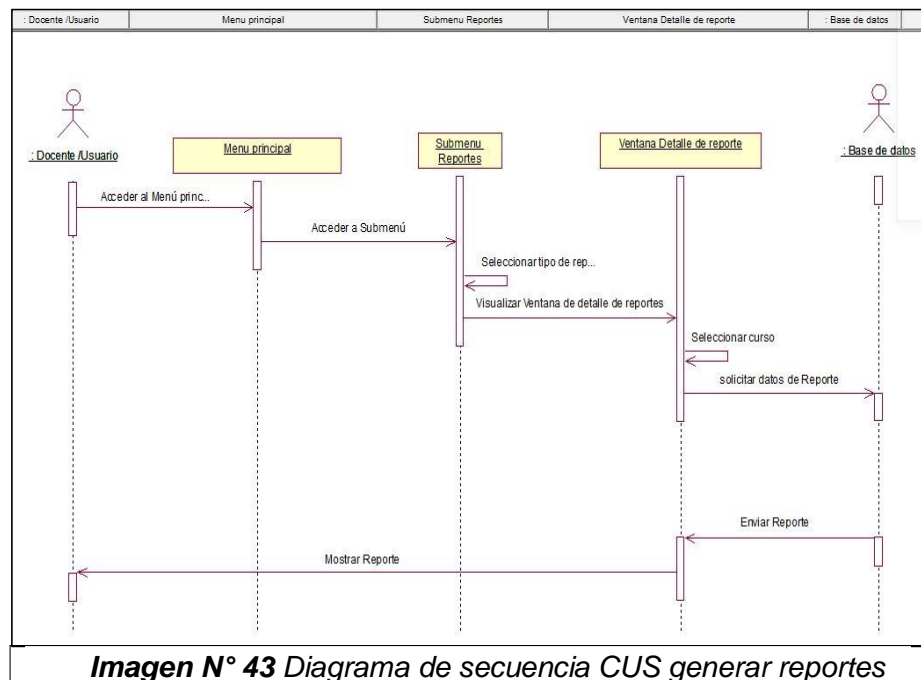 : Docente /Usuario
Menu principal
Submenu Reportes
Ventana Detalle de reporte
: Base de datos
: Docente /Usuario
Menu principal
Submenu
Reportes
Ventana Detalle de reporte
: Base de datos
Acceder al Menú princ...
Acceder a Submenú
Seleccionar tipo de rep...
Visualizar Ventana de detalle de reportes
Seleccionar curso
solicitar datos de Reporte
Enviar Reporte
Mostrar Reporte
Imagen N° 43 Diagrama de secuencia CUS generar reportes